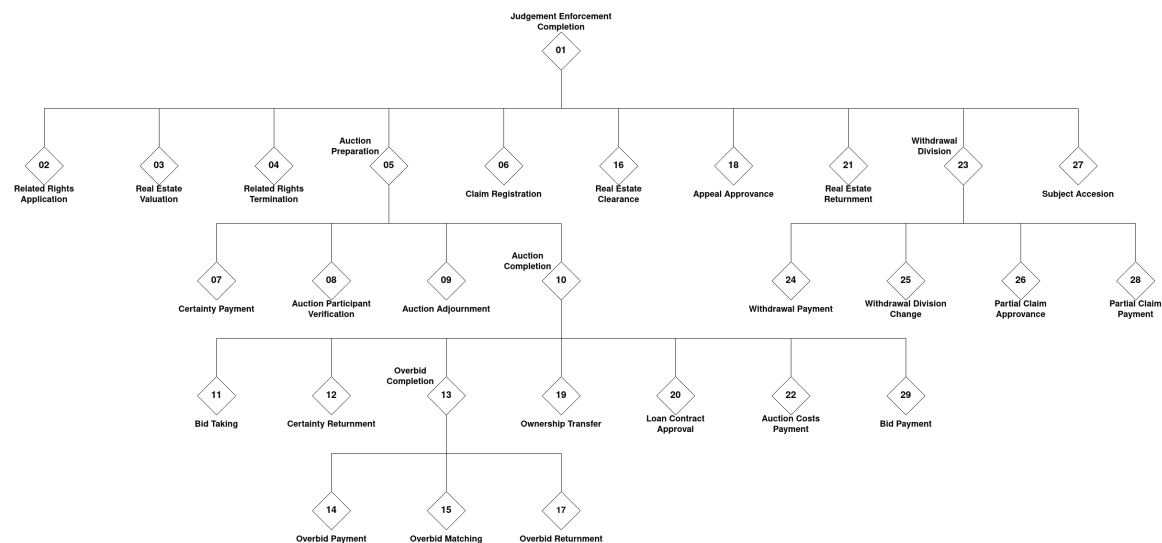 Judgement Enforcement
Completion
01
02
Related Rights
Application
03
Real Estate
Valuation
04
Related Rights
Termination
Auction
Preparation
05
06
Claim Registration
16
Real Estate
Clearance
18
Appeal Approvance
21
Real Estate
Returnment
Withdrawal
Division
23
27
Subject Accesion
07
Certainty Payment
08
Auction Participant
Verification
09
Auction Adjournment
Auction
Completion
10
24
Withdrawal Payment
25
Withdrawal Division
Change
26
Partial Claim
Approvance
28
Partial Claim
Payment
11
Bid Taking
12
Certainty Returnment
Overbid
Completion
13
19
Ownership Transfer
20
Loan Contract
Approval
22
Auction Costs
Payment
29
Bid Payment
14
Overbid Payment
15
Overbid Matching
17
Overbid Returnment